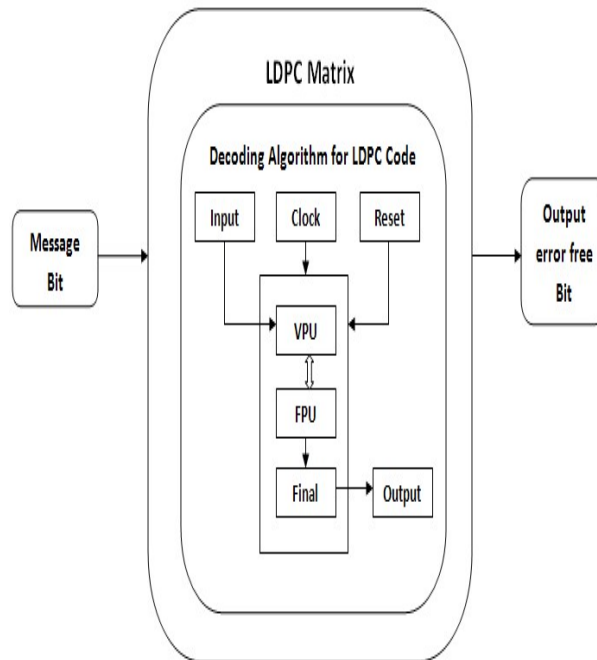 LDPC Matrix
Decoding Algorithm for LDPC Code
Input
Clock
Reset
Message
Bit
VPU
FPU
Final
Output
Output
error free
Bit